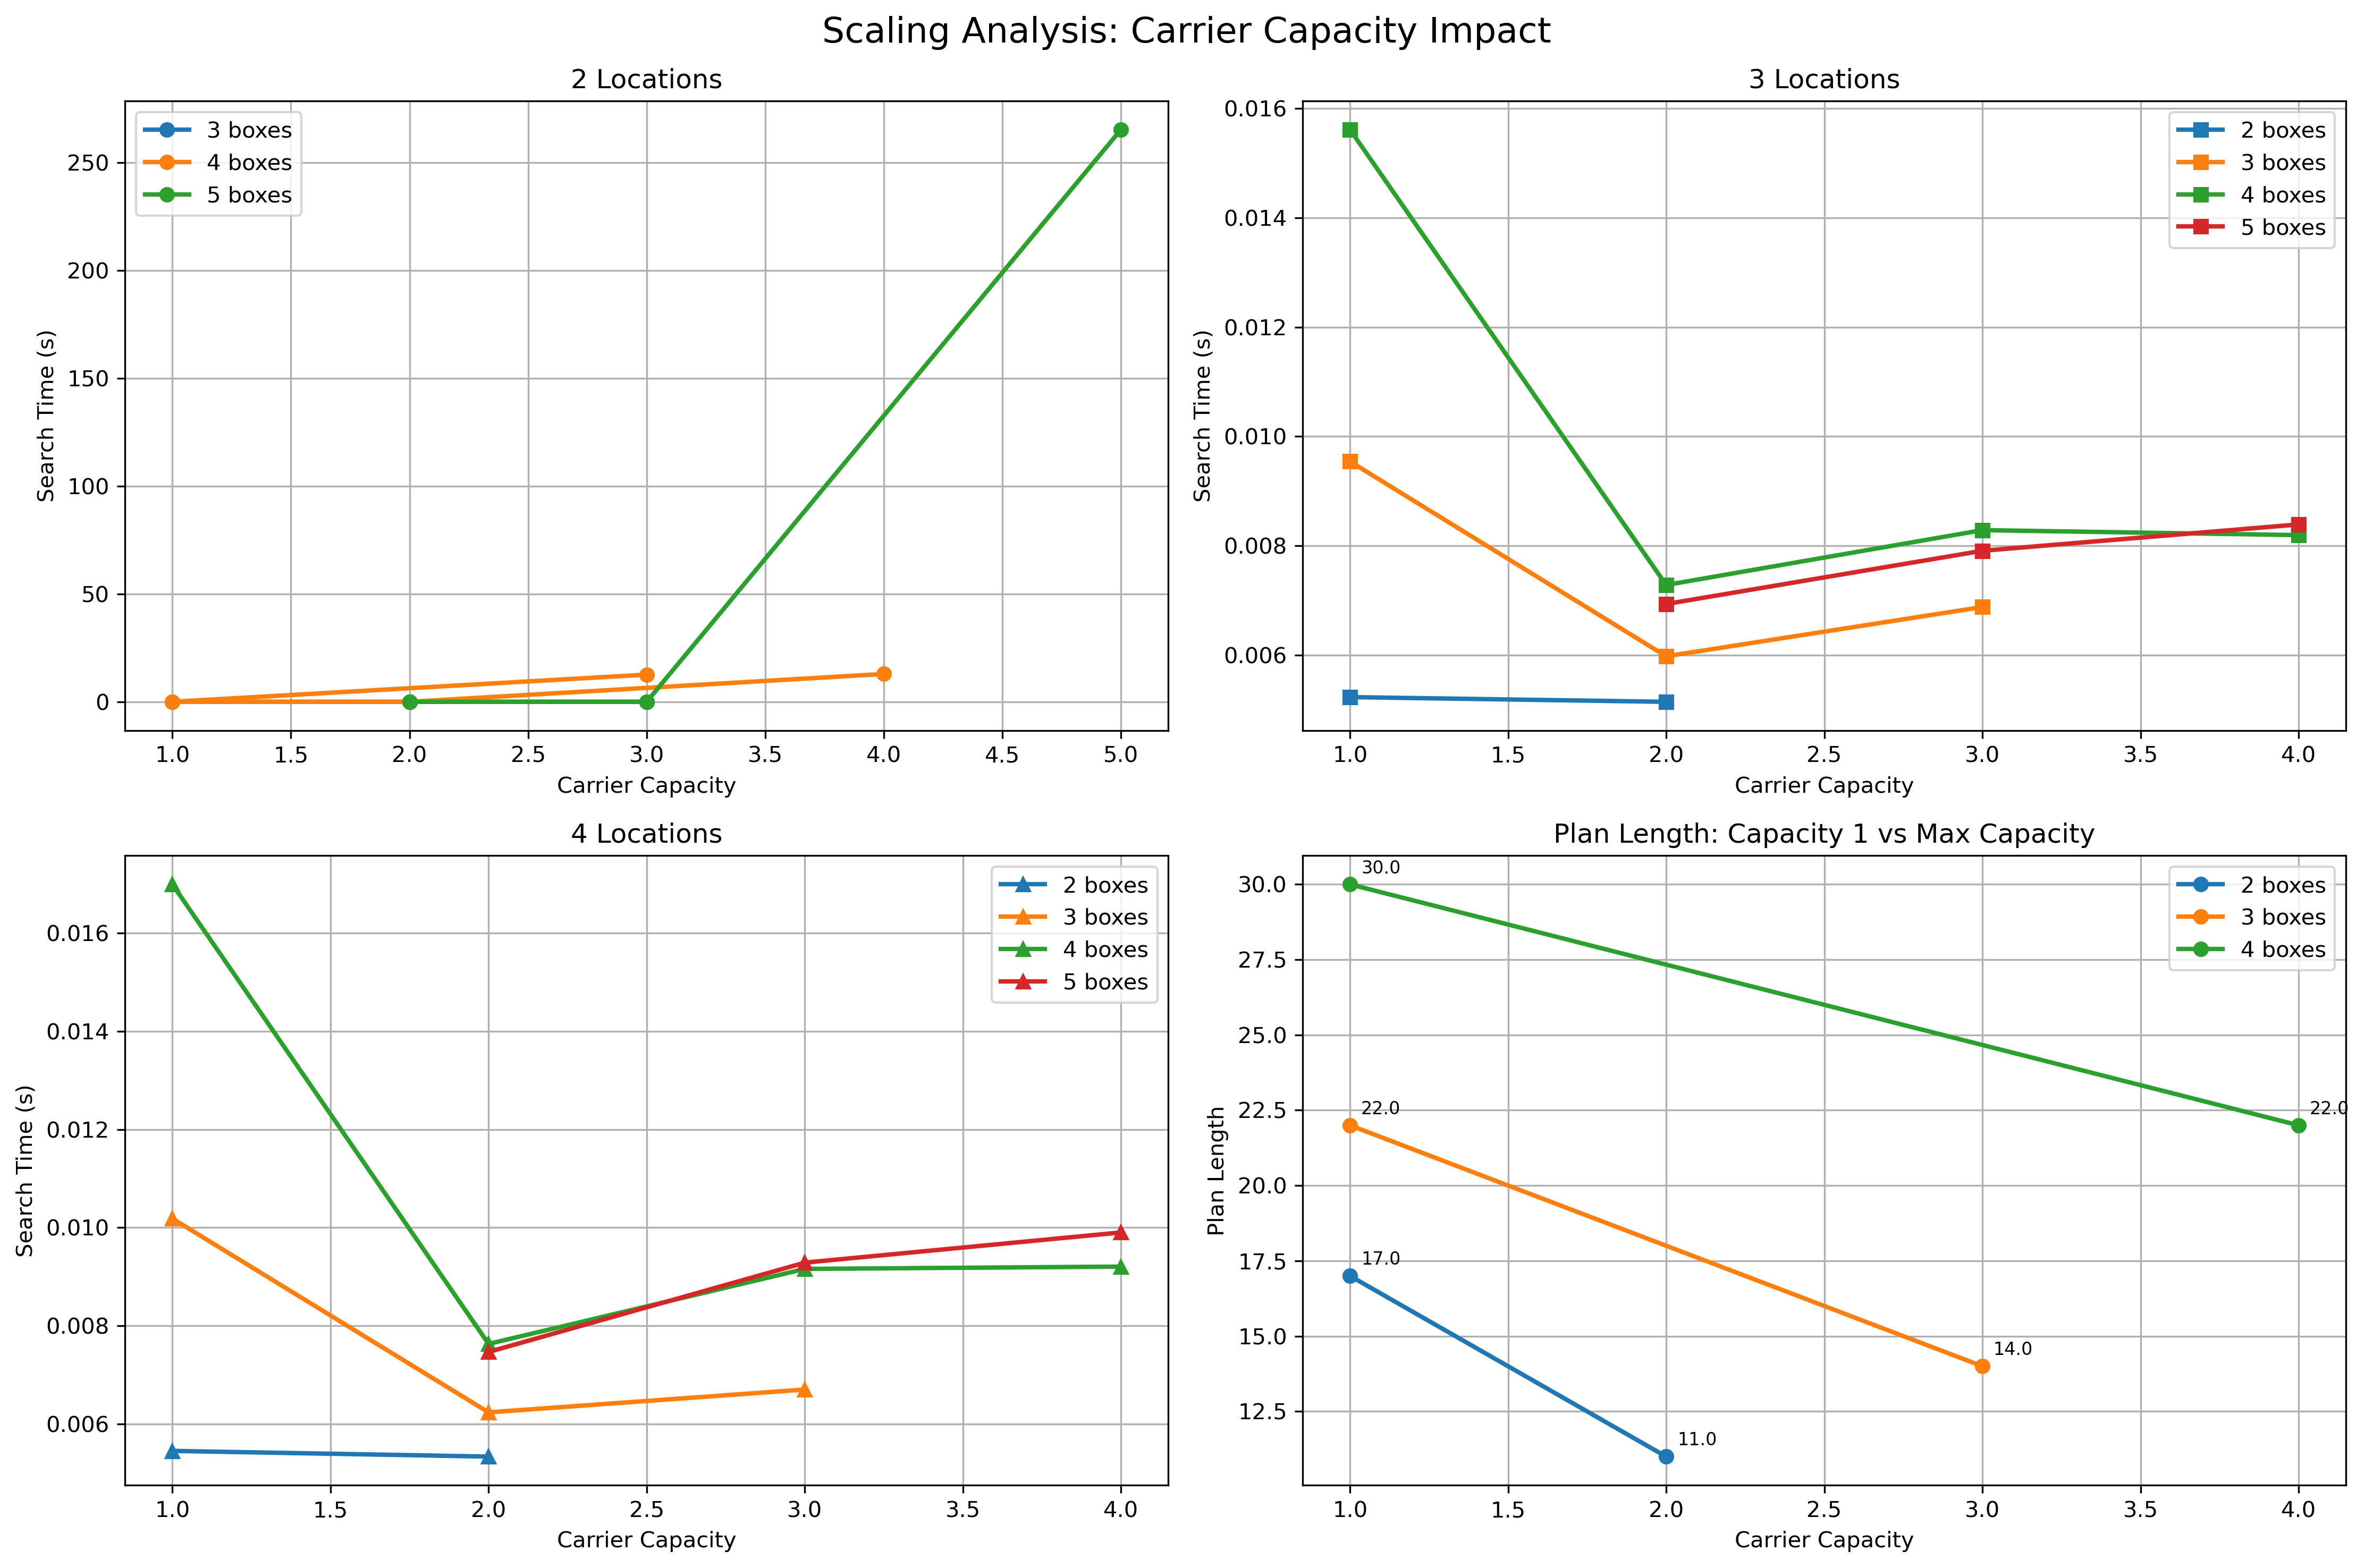 Scaling Analysis: Carrier Capacity Impact
2 Locations
3 boxes
4 boxes
5 boxes
250
200
150
100
50
0
Search Time (s)
1.0 1.5 2.0 2.5 3.0 3.5 4.0 4.5 5.0
Carrier Capacity
3 Locations
2 boxes
3 boxes
4 boxes
5 boxes
0.016
0.014
0.012
0.010
0.008
0.006
Search Time (s)
1.0 1.5 2.0 2.5 3.0 3.5 4.0
Carrier Capacity
4 Locations
2 boxes
3 boxes
4 boxes
5 boxes
0.016
0.014
0.012
0.010
0.008
0.006
Search Time (s)
1.0 1.5 2.0 2.5 3.0 3.5 4.0
Carrier Capacity
Plan Length: Capacity 1 vs Max Capacity
2 boxes
3 boxes
4 boxes
30.0
27.5
25.0
22.5
20.0
17.5
15.0
12.5
Plan Length
30.0
22.0
22.0
17.0
14.0
11.0
1.0 1.5 2.0 2.5 3.0 3.5 4.0
Carrier Capacity